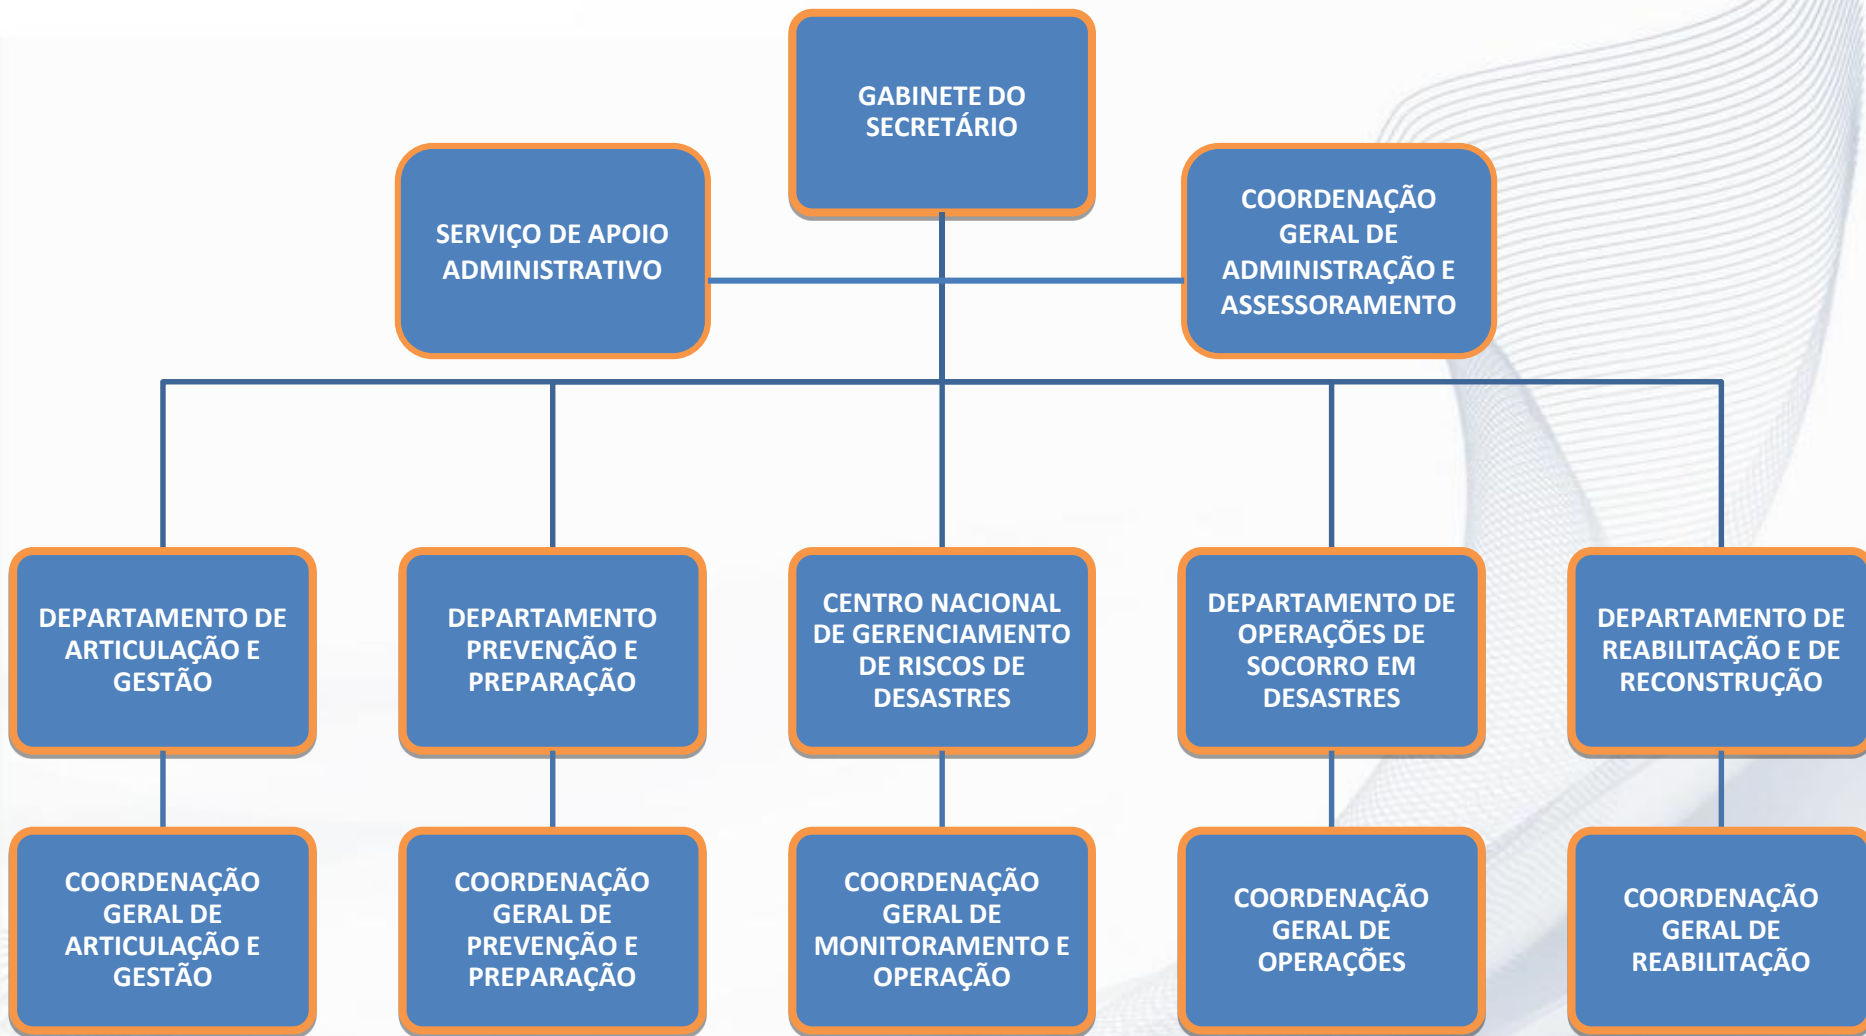 GABINETE DO
SECRETÁRIO
SERVIÇO DE APOIO
ADMINISTRATIVO
COORDENAÇÃO
GERAL DE
ADMINISTRAÇÃO E
ASSESSORAMENTO
DEPARTAMENTO DE
ARTICULAÇÃO E
GESTÃO
DEPARTAMENTO
PREVENÇÃO E
PREPARAÇÃO
CENTRO NACIONAL
DE GERENCIAMENTO
DE RISCOS DE
DESASTRES
DEPARTAMENTO DE
OPERAÇÕES DE
SOCORRO EM
DESASTRES
DEPARTAMENTO DE
REABILITAÇÃO E DE
RECONSTRUÇÃO
COORDENAÇÃO
GERAL DE
ARTICULAÇÃO E
GESTÃO
COORDENAÇÃO
GERAL DE
PREVENÇÃO E
PREPARAÇÃO
COORDENAÇÃO
GERAL DE
MONITORAMENTO E
OPERAÇÃO
COORDENAÇÃO
GERAL DE
OPERAÇÕES
COORDENAÇÃO
GERAL DE
REABILITAÇÃO